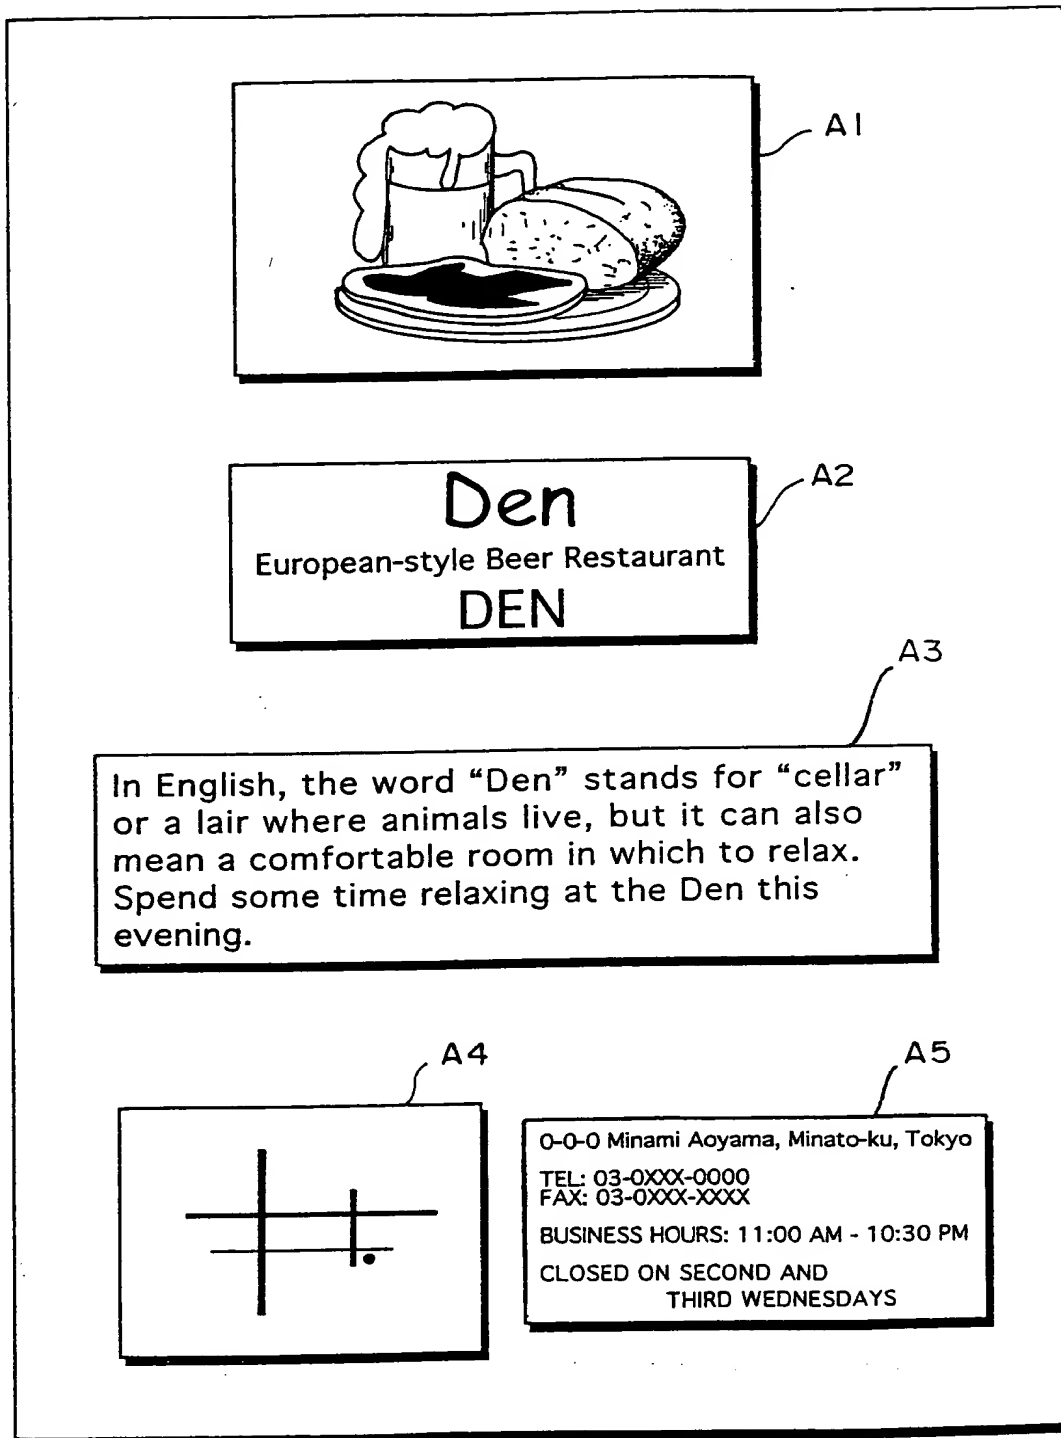 A1
Den
A2
European-style Beer Restaurant
DEN
A3
In English, the word “Den” stands for “cellar”
or a lair where animals live, but it can also
mean a comfortable room in which to relax.
Spend some time relaxing at the Den this
evening.
A4
A5
0-0-0 Minami Aoyama, Minato-ku, Tokyo
TEL: 03-0XXX-0000
FAX: 03-0XXX-XXXX
BUSINESS HOURS: 11:00 AM - 10:30 PM
CLOSED ON SECOND AND
THIRD WEDNESDAYS